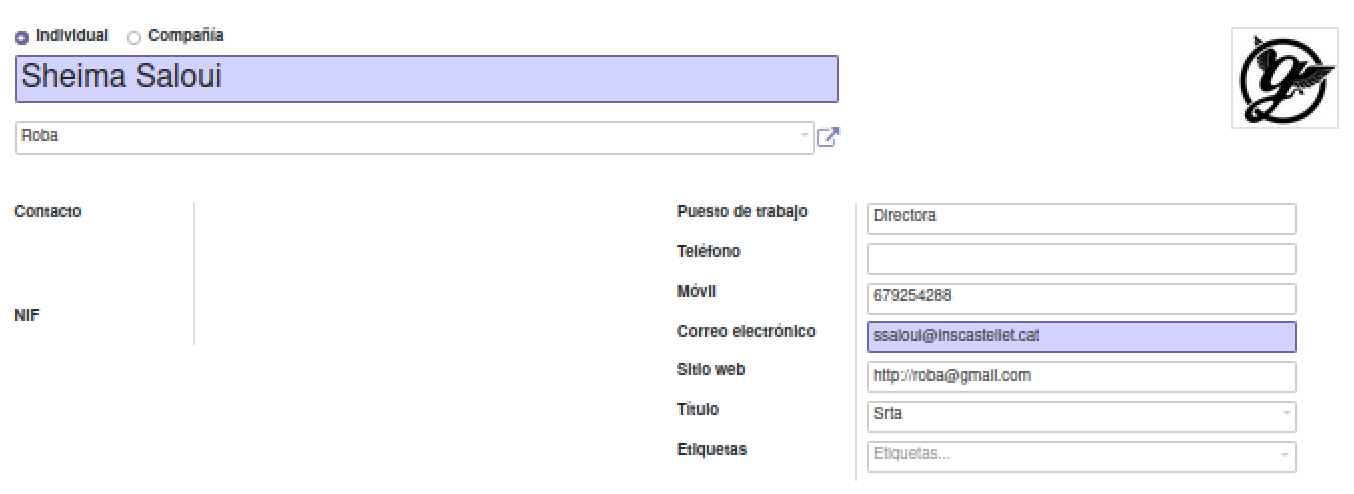 Individual Compañía
Sheima Saloui
Roba
Contacto
NIF
Puesto de trabajo Directora
Teléfono
Móvil 679254288
Correo electrónico ssaloui@inscastellet.cat
Sitio web http://roba@gmail.com
Título Srta
Etiquetas Etiquetas...
g